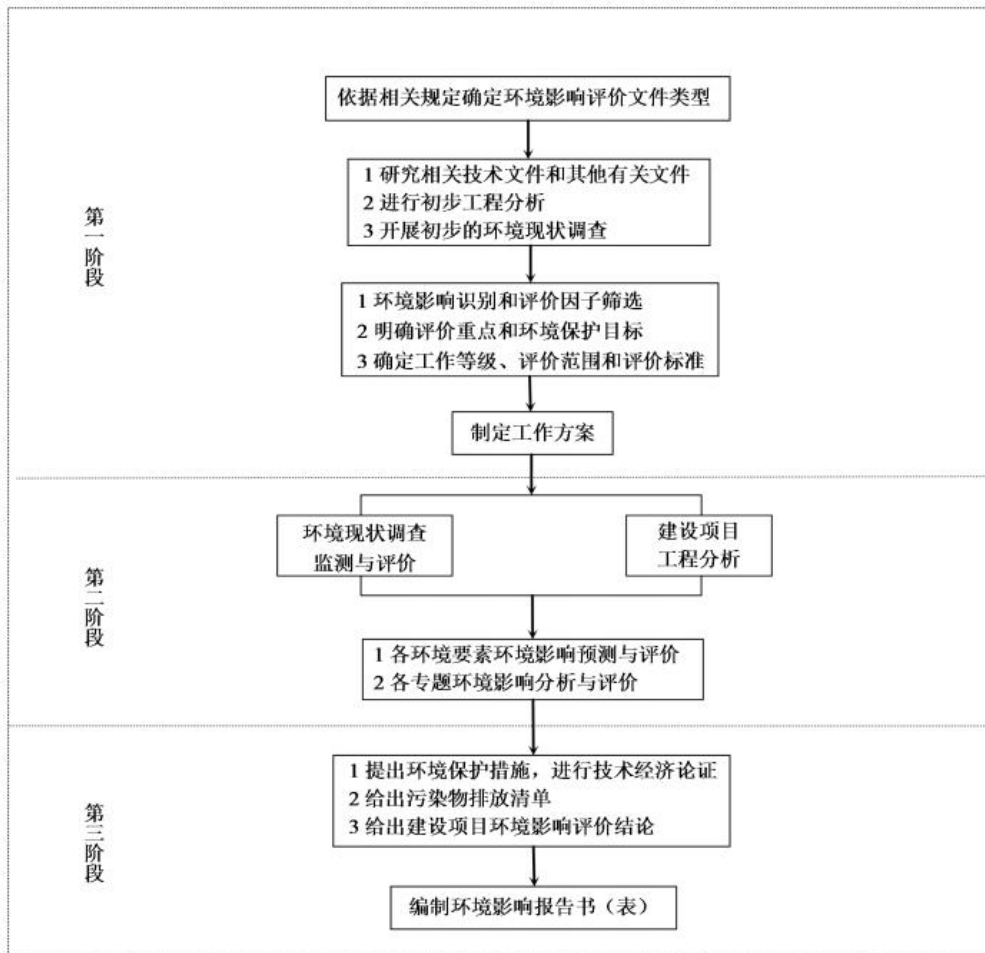 依据相关规定确定环境影响评价文件类型
1 研究相关技术文件和其他有关文件
2 进行初步工程分析
3 开展初步的环境现状调查
第一阶段
1 环境影响识别和评价因子筛选
2 明确评价重点和环境保护目标
3 确定工作等级、评价范围和评价标准
制定工作方案
环境现状调查
监测与评价
建设项目
工程分析
第二阶段
1 各环境要素环境影响预测与评价
2 各专题环境影响分析与评价
1 提出环境保护措施，进行技术经济论证
2 给出污染物排放清单
3 给出建设项目环境影响评价结论
第三阶段
编制环境影响报告书（表）